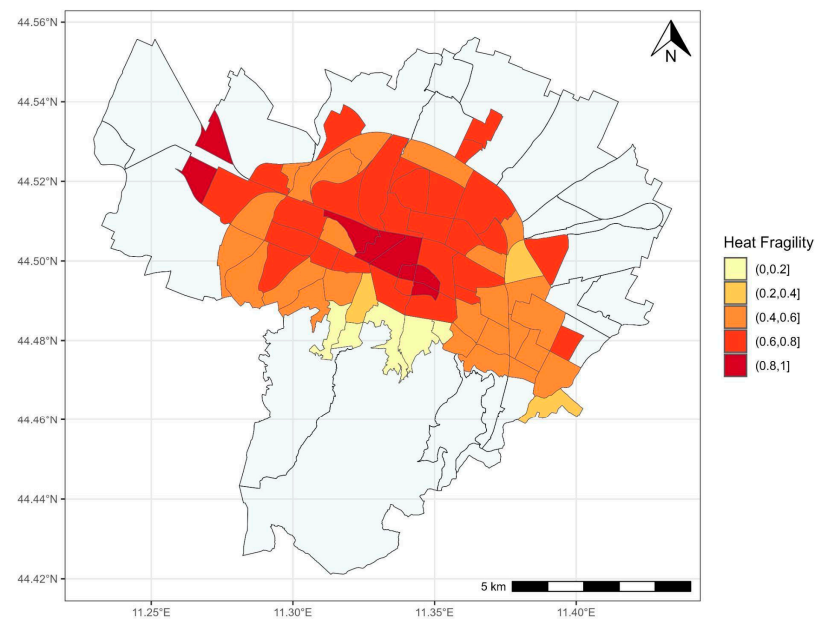 44.56°N
44.54°N
44.52°N
44.50°N
44.48°N
44.46°N
44.44°N
44.42°N
11.25°E 11.30°E 11.35°E 11.40°E
N
5 km
Heat Fragility
(0,0.2]
(0.2,0.4]
(0.4,0.6]
(0.6,0.8]
(0.8,1]